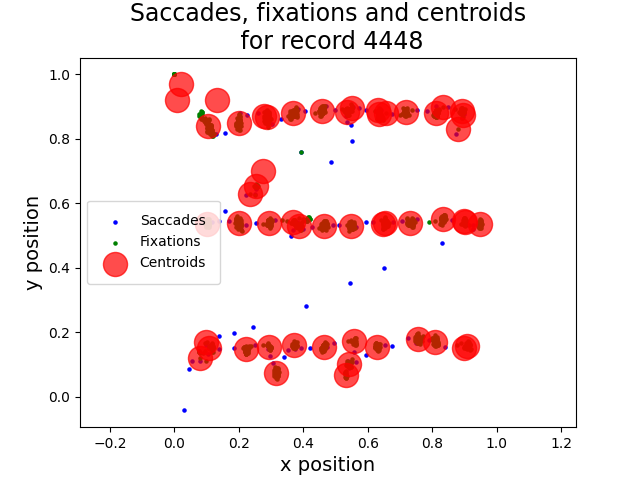 Saccades, fixations and centroids
for record 4448
1.0
0.8
0.6
0.4
0.2
0.0
y position
Saccades
Fixations
Centroids
−0.2
0.0
0.2
0.4
0.6
0.8
1.0
1.2
x position